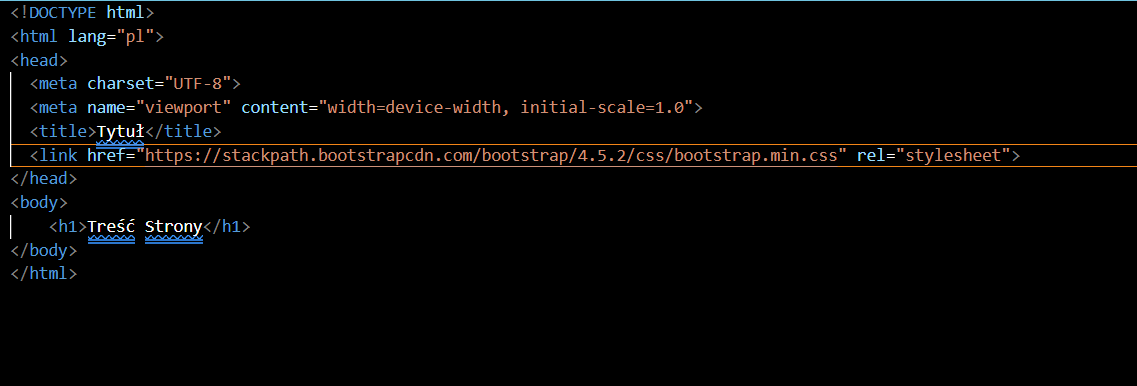 <!DOCTYPE html>
<html lang="pl">
<head>
  <meta charset="UTF-8">
  <meta name="viewport" content="width=device-width, initial-scale=1.0">
  <title>Tytuł</title>
  <link href="https://stackpath.bootstrapcdn.com/bootstrap/4.5.2/css/bootstrap.min.css" rel="stylesheet">
</head>
<body>
    <h1>Treść Strony</h1>
</body>
</html>